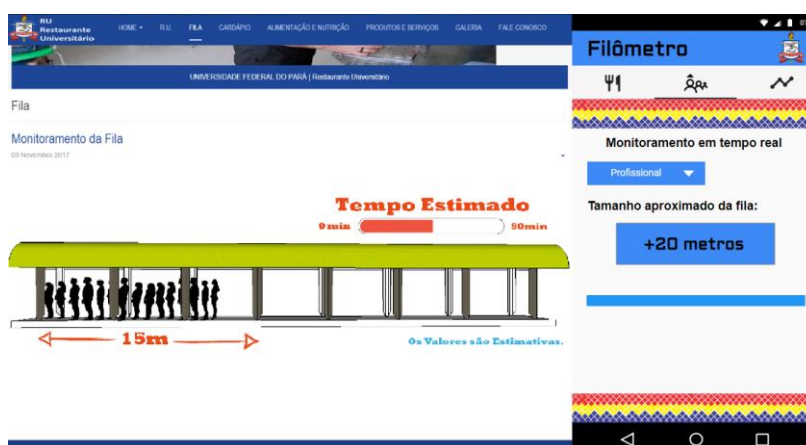 RU
Restaurante
Universitário
HOME
R.U.
FILA
CARDÁPIO
ALIMENTAÇÃO E NUTRIÇÃO
PRODUTOS E SERVIÇOS
GALERIA
FALE CONOSCO
UNIVERSIDADE FEDERAL DO PARÁ | Restaurante Universitário
Fila
Monitoramento da Fila
09 Novembro 2017
Tempo Estimado
0min
90min
15m
Os Valores são Estimativas.
Filômetro
Monitoramento em tempo real
Profissional
Tamanho aproximado da fila:
+20 metros